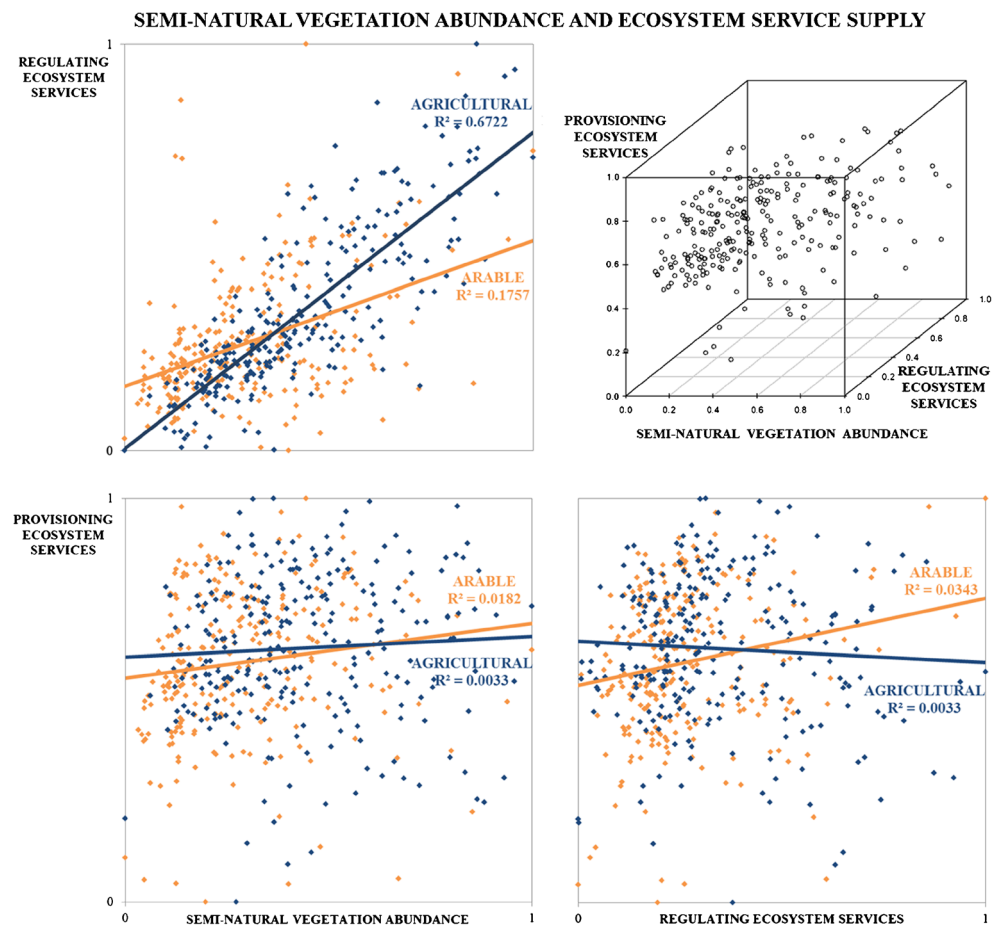 SEMI-NATURAL VEGETATION ABUNDANCE AND ECOSYSTEM SERVICE SUPPLY
1
REGULATING
ECOSYSTEM
SERVICES
AGRICULTURAL
R² = 0.6722
ARABLE
R² = 0.1757
0
PROVISIONING
ECOSYSTEM
SERVICES
1.0
0.8
0.6
0.4
0.2
0.0
0.0
0.2
0.4
0.6
0.8
1.0
0.0
0.2
0.4
0.6
0.8
1.0
REGULATING
ECOSYSTEM
SERVICES
SEMI-NATURAL VEGETATION ABUNDANCE
1
PROVISIONING
ECOSYSTEM
SERVICES
ARABLE
R² = 0.0182
AGRICULTURAL
R² = 0.0033
0
0
SEMI-NATURAL VEGETATION ABUNDANCE
1
ARABLE
R² = 0.0343
AGRICULTURAL
R² = 0.0033
0
REGULATING ECOSYSTEM SERVICES
1